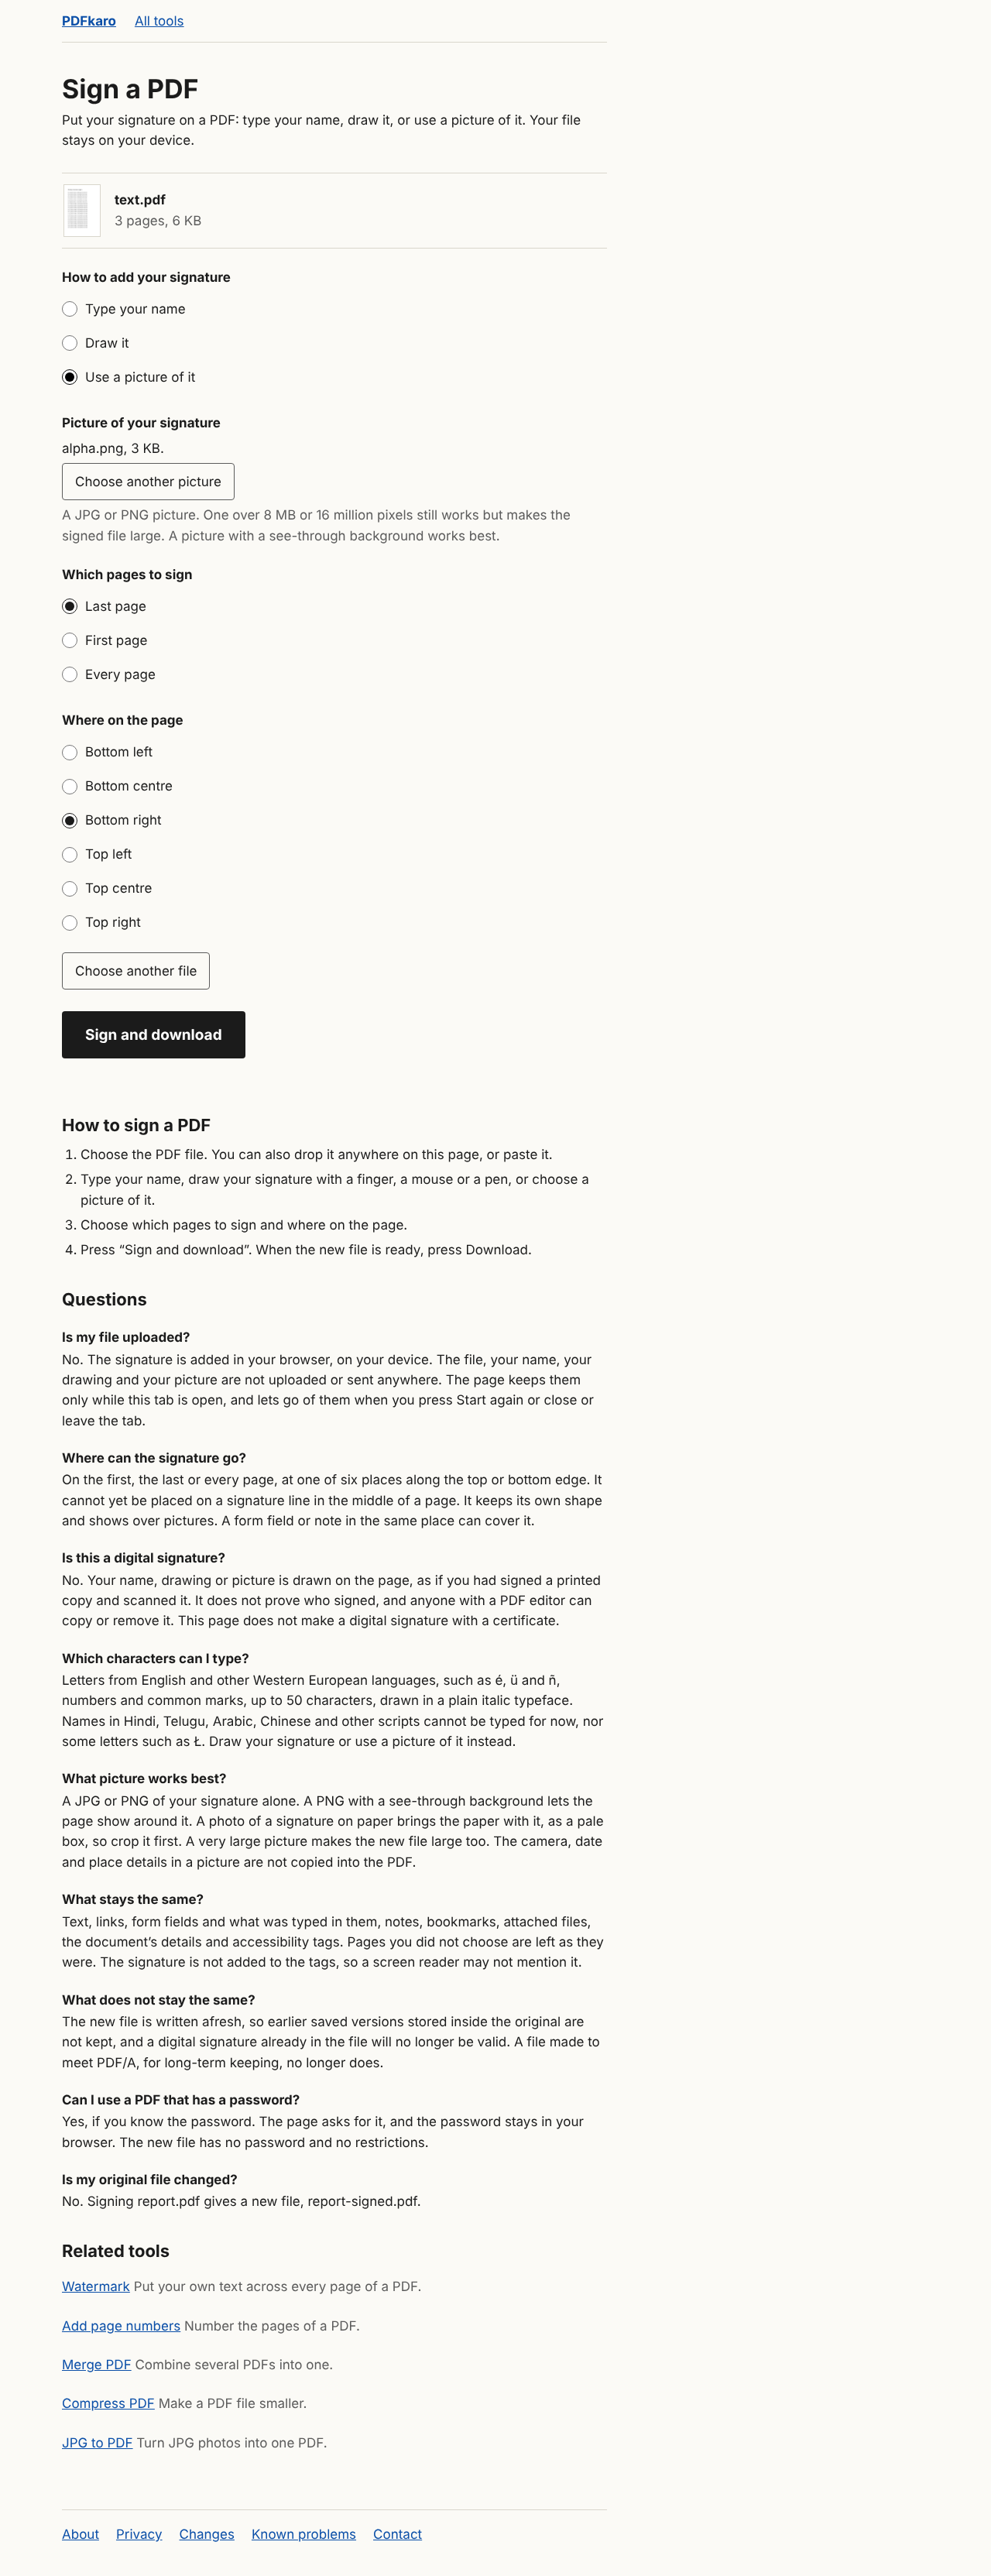 PDFkaro All tools
Sign a PDF
Put your signature on a PDF: type your name, draw it, or use a picture of it. Your file
stays on your device.
text.pdf
3 pages, 6 KB
How to add your signature
Type your name
Draw it
Use a picture of it
Picture of your signature
alpha.png, 3 KB.
Choose another picture
A JPG or PNG picture. One over 8 MB or 16 million pixels still works but makes the
signed file large. A picture with a see-through background works best.
Which pages to sign
Last page
First page
Every page
Where on the page
Bottom left
Bottom centre
Bottom right
Top left
Top centre
Top right
Choose another file
Sign and download
How to sign a PDF
1. Choose the PDF file. You can also drop it anywhere on this page, or paste it.
2. Type your name, draw your signature with a finger, a mouse or a pen, or choose a
picture of it.
3. Choose which pages to sign and where on the page.
4. Press “Sign and download”. When the new file is ready, press Download.
Questions
Is my file uploaded?
No. The signature is added in your browser, on your device. The file, your name, your
drawing and your picture are not uploaded or sent anywhere. The page keeps them
only while this tab is open, and lets go of them when you press Start again or close or
leave the tab.
Where can the signature go?
On the first, the last or every page, at one of six places along the top or bottom edge. It
cannot yet be placed on a signature line in the middle of a page. It keeps its own shape
and shows over pictures. A form field or note in the same place can cover it.
Is this a digital signature?
No. Your name, drawing or picture is drawn on the page, as if you had signed a printed
copy and scanned it. It does not prove who signed, and anyone with a PDF editor can
copy or remove it. This page does not make a digital signature with a certificate.
Which characters can I type?
Letters from English and other Western European languages, such as é, ü and ñ,
numbers and common marks, up to 50 characters, drawn in a plain italic typeface.
Names in Hindi, Telugu, Arabic, Chinese and other scripts cannot be typed for now, nor
some letters such as Ł. Draw your signature or use a picture of it instead.
What picture works best?
A JPG or PNG of your signature alone. A PNG with a see-through background lets the
page show around it. A photo of a signature on paper brings the paper with it, as a pale
box, so crop it first. A very large picture makes the new file large too. The camera, date
and place details in a picture are not copied into the PDF.
What stays the same?
Text, links, form fields and what was typed in them, notes, bookmarks, attached files,
the document’s details and accessibility tags. Pages you did not choose are left as they
were. The signature is not added to the tags, so a screen reader may not mention it.
What does not stay the same?
The new file is written afresh, so earlier saved versions stored inside the original are
not kept, and a digital signature already in the file will no longer be valid. A file made to
meet PDF/A, for long-term keeping, no longer does.
Can I use a PDF that has a password?
Yes, if you know the password. The page asks for it, and the password stays in your
browser. The new file has no password and no restrictions.
Is my original file changed?
No. Signing report.pdf gives a new file, report-signed.pdf.
Related tools
Watermark Put your own text across every page of a PDF.
Add page numbers Number the pages of a PDF.
Merge PDF Combine several PDFs into one.
Compress PDF Make a PDF file smaller.
JPG to PDF Turn JPG photos into one PDF.
About Privacy Changes Known problems Contact